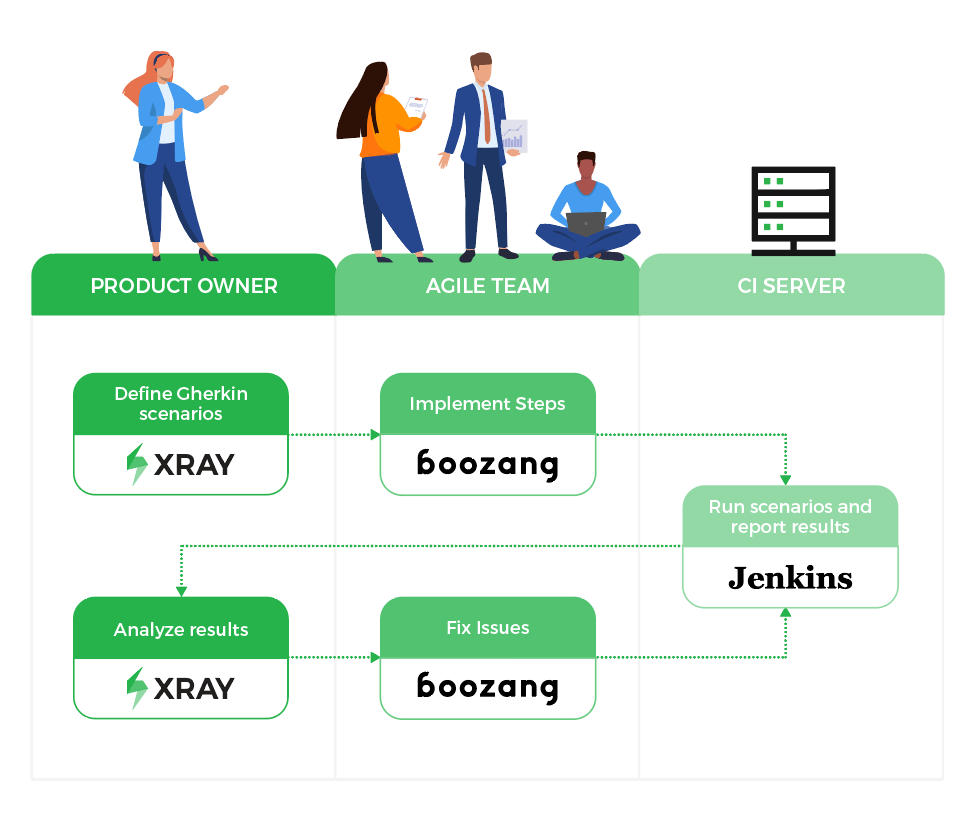 PRODUCT OWNER
AGILE TEAM
CI SERVER
Define Gherkin
scenarios
XRAY
Implement Steps
boozang
Run scenarios and
report results
Jenkins
Analyze results
XRAY
Fix Issues
boozang